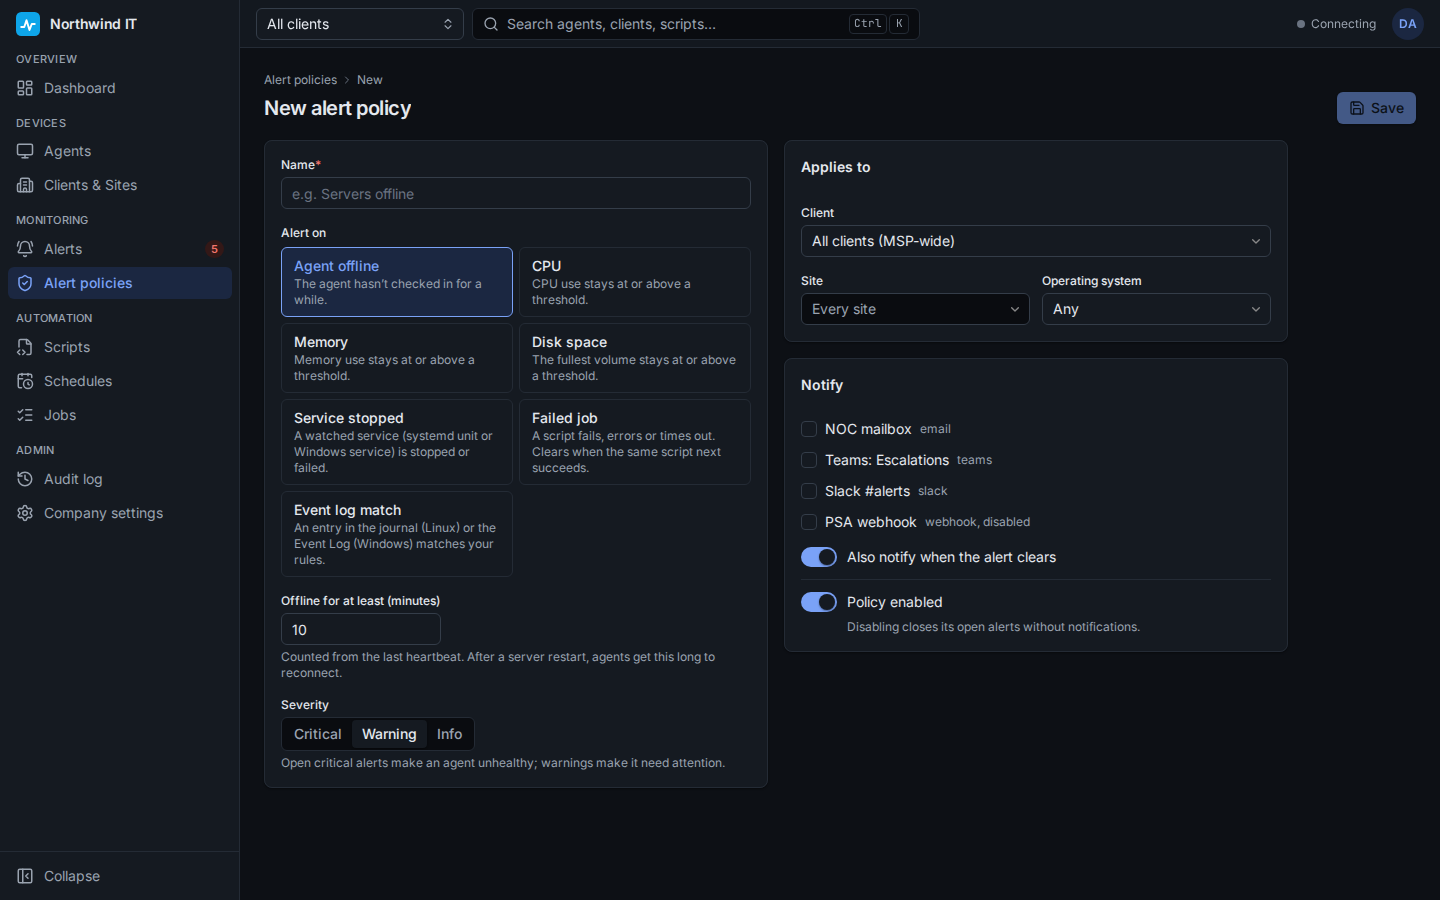 Northwind IT
All clients
Search agents, clients, scripts...
Ctrl K
Connecting
DA
OVERVIEW
Dashboard
DEVICES
Agents
Clients & Sites
MONITORING
Alerts
5
Alert policies
AUTOMATION
Scripts
Schedules
Jobs
ADMIN
Audit log
Company settings
Collapse
Alert policies > New
New alert policy
Save
Name*
e.g. Servers offline
Alert on
Agent offline
The agent hasn't checked in for a
while.
CPU
CPU use stays at or above a
threshold.
Memory
Memory use stays at or above a
threshold.
Disk space
The fullest volume stays at or above
a threshold.
Service stopped
A watched service (systemd unit or
Windows service) is stopped or
failed.
Failed job
A script fails, errors or times out.
Clears when the same script next
succeeds.
Event log match
An entry in the journal (Linux) or the
Event Log (Windows) matches your
rules.
Offline for at least (minutes)
10
Counted from the last heartbeat. After a server restart, agents get this long to
reconnect.
Severity
Critical Warning Info
Open critical alerts make an agent unhealthy; warnings make it need attention.
Applies to
Client
All clients (MSP-wide)
Site
Every site
Operating system
Any
Notify
NOC mailbox email
Teams: Escalations teams
Slack #alerts slack
PSA webhook webhook, disabled
Also notify when the alert clears
Policy enabled
Disabling closes its open alerts without notifications.